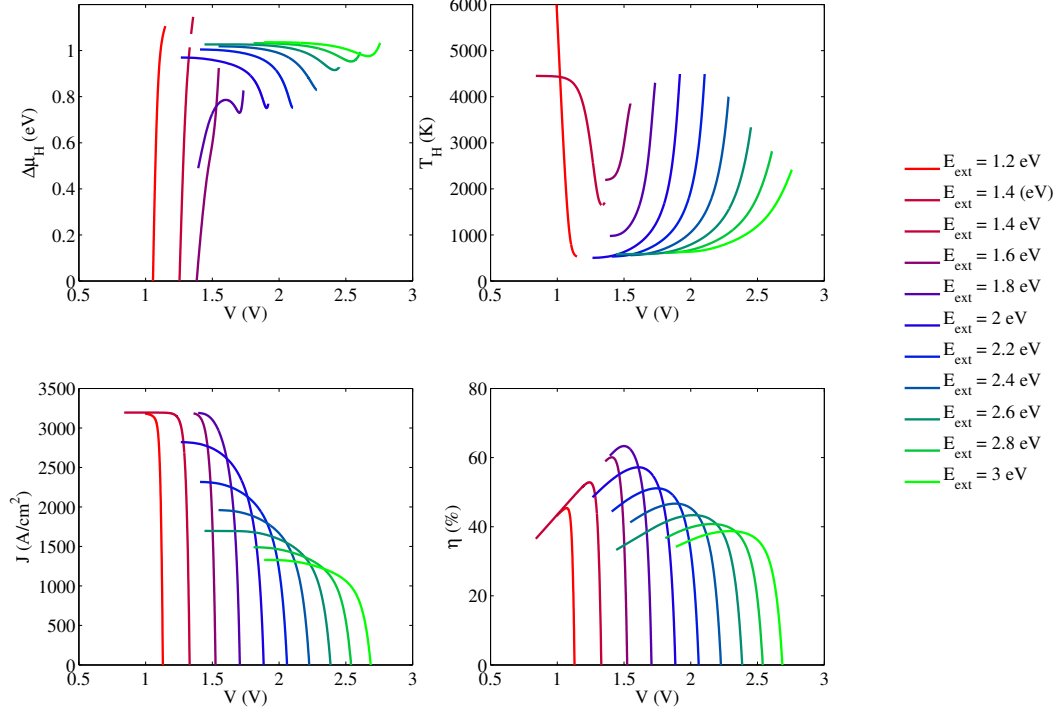 1
0.8
0.6
0.4
0.2
0
0.5 1 1.5 2 2.5 3
V (V)
Δμ_H (eV)
6000
5000
4000
3000
2000
1000
0
0.5 1 1.5 2 2.5 3
V (V)
T_H (K)
3500
3000
2500
2000
1500
1000
500
0
0.5 1 1.5 2 2.5 3
V (V)
J (A/cm²)
80
60
40
20
0
0.5 1 1.5 2 2.5 3
V (V)
η (%)
E_ext = 1.2 eV
E_ext = 1.4 (eV)
E_ext = 1.4 eV
E_ext = 1.6 eV
E_ext = 1.8 eV
E_ext = 2 eV
E_ext = 2.2 eV
E_ext = 2.4 eV
E_ext = 2.6 eV
E_ext = 2.8 eV
E_ext = 3 eV